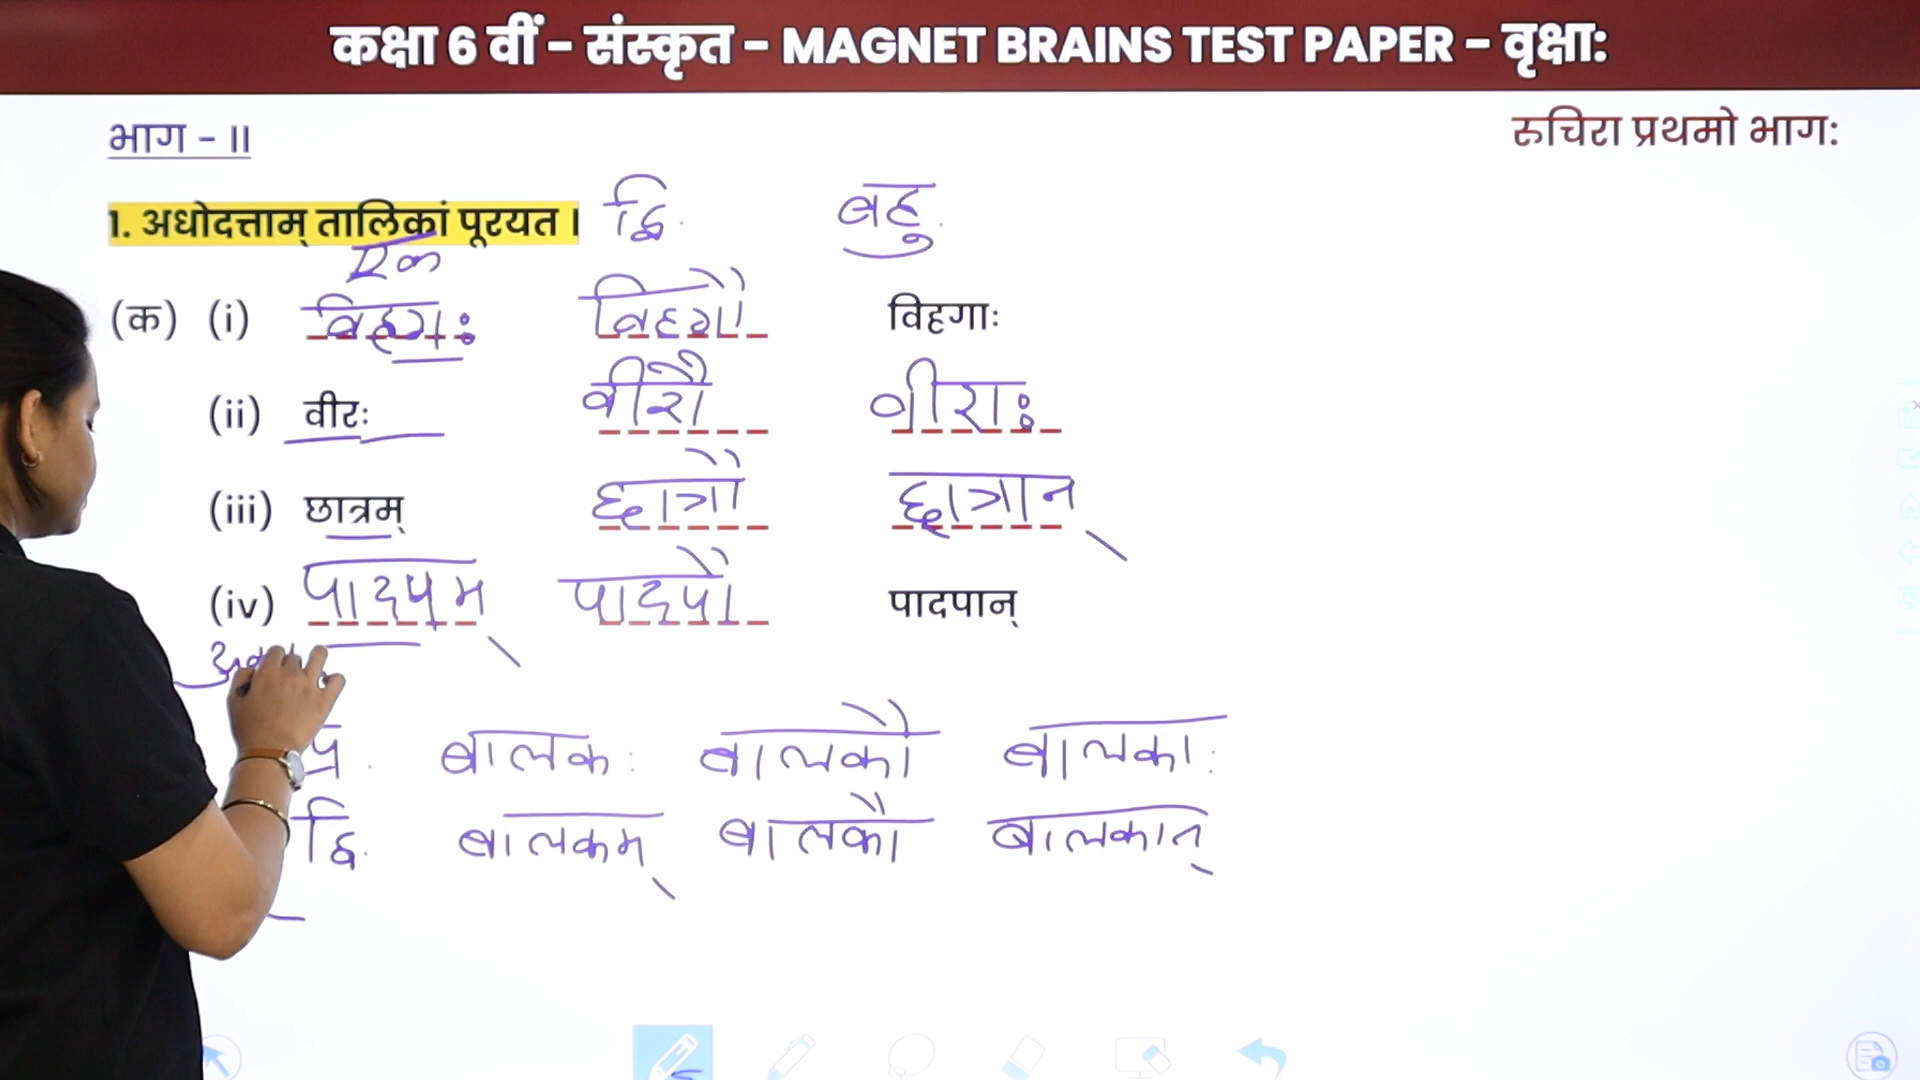 कक्षा 6 वीं – संस्कृत – MAGNET BRAINS TEST PAPER – वृक्षा:
भाग – II
रुचिरा प्रथमो भाग:
1. अधोदत्ताम् तालिकां पूरयत । द्वि. बहु.
एक
(क) (i) विहगः विहगौ विहगाः
(ii) वीरः वीरौ वीराः
(iii) छात्रम् छात्रौ छात्रान्
(iv) पादपम् पादपौ पादपान्
प्र. बालकः बालकौ बालकाः
द्वि. बालकम् बालकौ बालकान्